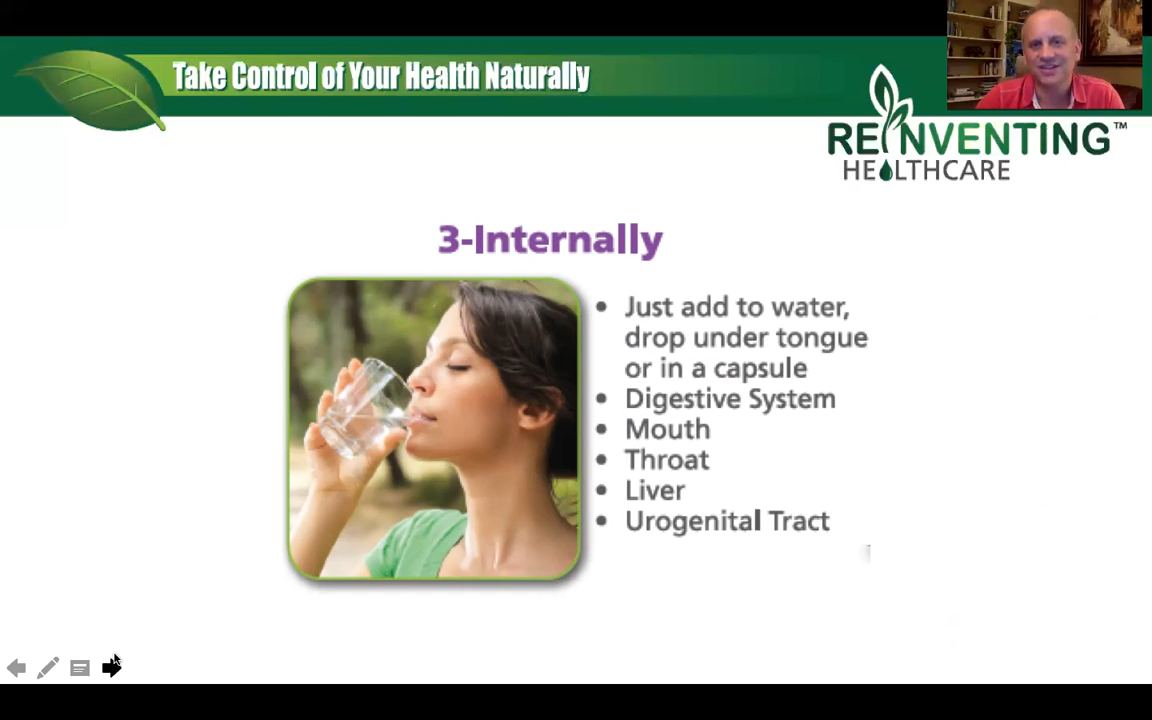 Take Control of Your Health Naturally
REINVENTING™
HEALTHCARE
3-Internally
• Just add to water,
drop under tongue
or in a capsule
• Digestive System
• Mouth
• Throat
• Liver
• Urogenital Tract